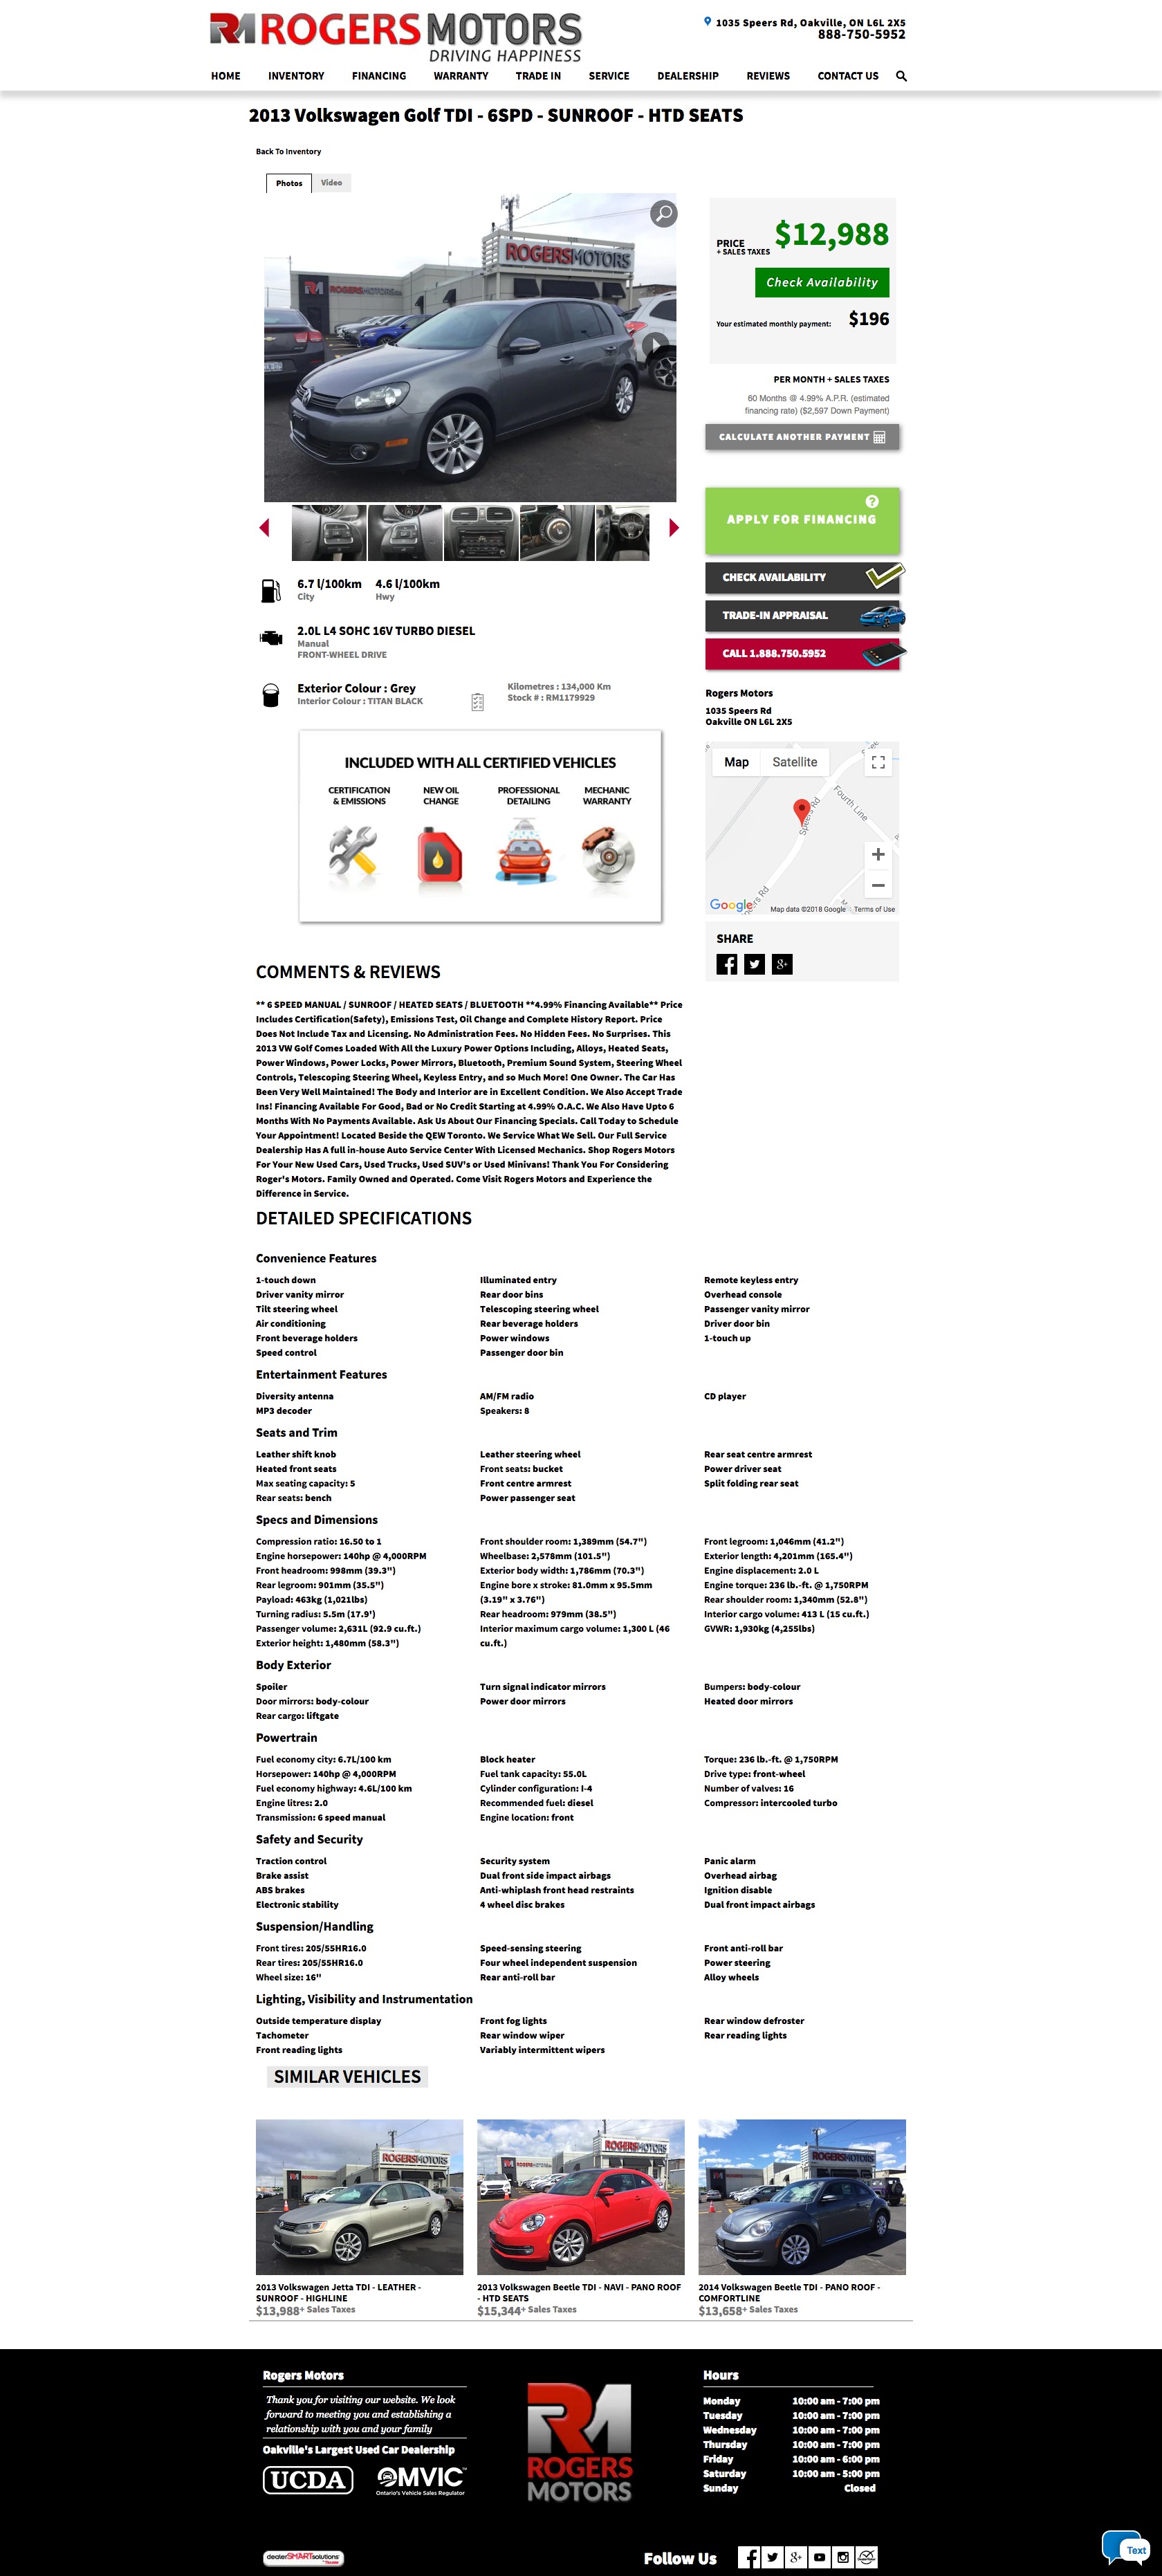 ROGERSMOTORS
DRIVING HAPPINESS
1035 Speers Rd, Oakville, ON L6L 2X5
888-750-5952
HOME INVENTORY FINANCING WARRANTY TRADE IN SERVICE DEALERSHIP REVIEWS CONTACT US
2013 Volkswagen Golf TDI - 6SPD - SUNROOF - HTD SEATS
Back To Inventory
Photos Video
ROGERSMOTORS
ROGERSMOTORS
PRICE
+ SALES TAXES
$12,988
Check Availability
Your estimated monthly payment: $196
PER MONTH + SALES TAXES
60 Months @ 4.99% A.P.R. (estimated
financing rate) ($2,597 Down Payment)
CALCULATE ANOTHER PAYMENT
APPLY FOR FINANCING
?
CHECK AVAILABILITY
TRADE-IN APPRAISAL
CALL 1.888.750.5952
6.7 l/100km 4.6 l/100km
City Hwy
2.0L L4 SOHC 16V TURBO DIESEL
Manual
FRONT-WHEEL DRIVE
Exterior Colour : Grey
Interior Colour : TITAN BLACK
Kilometres : 134,000 Km
Stock # : RM1179929
Rogers Motors
1035 Speers Rd
Oakville ON L6L 2X5
Map Satellite
Speers Rd
Fourth Line
Google
Map data ©2018 Google Terms of Use
SHARE
INCLUDED WITH ALL CERTIFIED VEHICLES
CERTIFICATION NEW OIL PROFESSIONAL MECHANIC
& EMISSIONS CHANGE DETAILING WARRANTY
COMMENTS & REVIEWS
** 6 SPEED MANUAL / SUNROOF / HEATED SEATS / BLUETOOTH **4.99% Financing Available** Price
Includes Certification(Safety), Emissions Test, Oil Change and Complete History Report. Price
Does Not Include Tax and Licensing. No Administration Fees. No Hidden Fees. No Surprises. This
2013 VW Golf Comes Loaded With All the Luxury Power Options Including, Alloys, Heated Seats,
Power Windows, Power Locks, Power Mirrors, Bluetooth, Premium Sound System, Steering Wheel
Controls, Telescoping Steering Wheel, Keyless Entry, and so Much More! One Owner. The Car Has
Been Very Well Maintained! The Body and Interior are in Excellent Condition. We Also Accept Trade
Ins! Financing Available For Good, Bad or No Credit Starting at 4.99% O.A.C. We Also Have Upto 6
Months With No Payments Available. Ask Us About Our Financing Specials. Call Today to Schedule
Your Appointment! Located Beside the QEW Toronto. We Service What We Sell. Our Full Service
Dealership Has A full in-house Auto Service Center With Licensed Mechanics. Shop Rogers Motors
For Your New Used Cars, Used Trucks, Used SUV's or Used Minivans! Thank You For Considering
Roger's Motors. Family Owned and Operated. Come Visit Rogers Motors and Experience the
Difference in Service.
DETAILED SPECIFICATIONS
Convenience Features
1-touch down Illuminated entry Remote keyless entry
Driver vanity mirror Rear door bins Overhead console
Tilt steering wheel Telescoping steering wheel Passenger vanity mirror
Air conditioning Rear beverage holders Driver door bin
Front beverage holders Power windows 1-touch up
Speed control Passenger door bin
Entertainment Features
Diversity antenna AM/FM radio CD player
MP3 decoder Speakers: 8
Seats and Trim
Leather shift knob Leather steering wheel Rear seat centre armrest
Heated front seats Front seats: bucket Power driver seat
Max seating capacity: 5 Front centre armrest Split folding rear seat
Rear seats: bench Power passenger seat
Specs and Dimensions
Compression ratio: 16.50 to 1 Front shoulder room: 1,389mm (54.7") Front legroom: 1,046mm (41.2")
Engine horsepower: 140hp @ 4,000RPM Wheelbase: 2,578mm (101.5") Exterior length: 4,201mm (165.4")
Front headroom: 998mm (39.3") Exterior body width: 1,786mm (70.3") Engine displacement: 2.0 L
Rear legroom: 901mm (35.5") Engine bore x stroke: 81.0mm x 95.5mm Engine torque: 236 lb.-ft. @ 1,750RPM
Payload: 463kg (1,021lbs) (3.19" x 3.76") Rear shoulder room: 1,340mm (52.8")
Turning radius: 5.5m (17.9') Rear headroom: 979mm (38.5") Interior cargo volume: 413 L (15 cu.ft.)
Passenger volume: 2,631L (92.9 cu.ft.) Interior maximum cargo volume: 1,300 L (46 GVWR: 1,930kg (4,255lbs)
Exterior height: 1,480mm (58.3") cu.ft.)
Body Exterior
Spoiler Turn signal indicator mirrors Bumpers: body-colour
Door mirrors: body-colour Power door mirrors Heated door mirrors
Rear cargo: liftgate
Powertrain
Fuel economy city: 6.7L/100 km Block heater Torque: 236 lb.-ft. @ 1,750RPM
Horsepower: 140hp @ 4,000RPM Fuel tank capacity: 55.0L Drive type: front-wheel
Fuel economy highway: 4.6L/100 km Cylinder configuration: I-4 Number of valves: 16
Engine litres: 2.0 Recommended fuel: diesel Compressor: intercooled turbo
Transmission: 6 speed manual Engine location: front
Safety and Security
Traction control Security system Panic alarm
Brake assist Dual front side impact airbags Overhead airbag
ABS brakes Anti-whiplash front head restraints Ignition disable
Electronic stability 4 wheel disc brakes Dual front impact airbags
Suspension/Handling
Front tires: 205/55HR16.0 Speed-sensing steering Front anti-roll bar
Rear tires: 205/55HR16.0 Four wheel independent suspension Power steering
Wheel size: 16" Rear anti-roll bar Alloy wheels
Lighting, Visibility and Instrumentation
Outside temperature display Front fog lights Rear window defroster
Tachometer Rear window wiper Rear reading lights
Front reading lights Variably intermittent wipers
SIMILAR VEHICLES
ROGERSMOTORS ROGERSMOTORS ROGERSMOTORS
2013 Volkswagen Jetta TDI - LEATHER - 2013 Volkswagen Beetle TDI - NAVI - PANO ROOF 2014 Volkswagen Beetle TDI - PANO ROOF -
SUNROOF - HIGHLINE - HTD SEATS COMFORTLINE
$13,988+ Sales Taxes $15,344+ Sales Taxes $13,658+ Sales Taxes
Rogers Motors
Thank you for visiting our website. We look
forward to meeting you and establishing a
relationship with you and your family
Oakville's Largest Used Car Dealership
UCDA OMVIC
Ontario's Vehicle Sales Regulator
ROGERS
MOTORS
Hours
Monday 10:00 am - 7:00 pm
Tuesday 10:00 am - 7:00 pm
Wednesday 10:00 am - 7:00 pm
Thursday 10:00 am - 7:00 pm
Friday 10:00 am - 6:00 pm
Saturday 10:00 am - 5:00 pm
Sunday Closed
dealerSMARTsolutions
Follow Us
Text